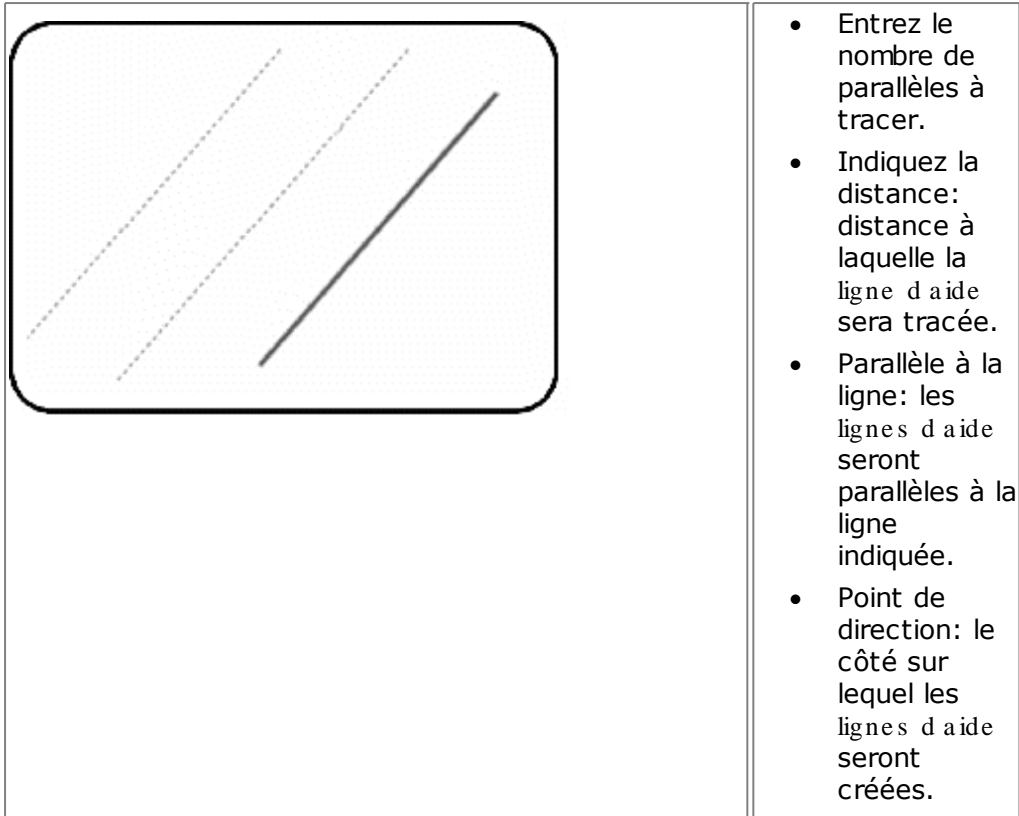 • Entrez le
nombre de
parallèles à
tracer.
• Indiquez la
distance:
distance à
laquelle la
ligne d aide
sera tracée.
• Parallèle à la
ligne: les
lignes d aide
seront
parallèles à la
ligne
indiquée.
• Point de
direction: le
côté sur
lequel les
lignes d aide
seront
créées.